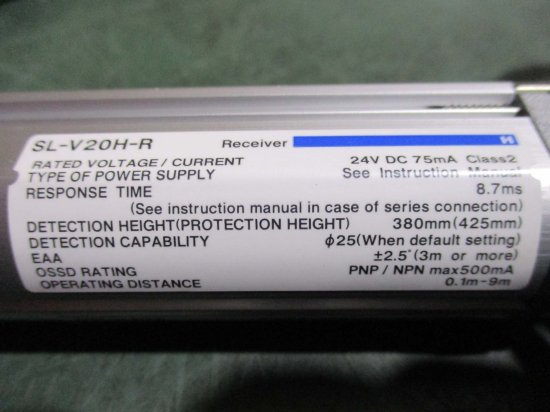 SL-V20H-R Receiver H
RATED VOLTAGE / CURRENT 24V DC 75mA Class2
TYPE OF POWER SUPPLY See Instruction Manual
RESPONSE TIME 8.7ms
(See instruction manual in case of series connection)
DETECTION HEIGHT(PROTECTION HEIGHT) 380mm(425mm)
DETECTION CAPABILITY ϕ25(When default setting)
EAA ±2.5°(3m or more)
OSSD RATING PNP / NPN max500mA
OPERATING DISTANCE 0.1m-9m